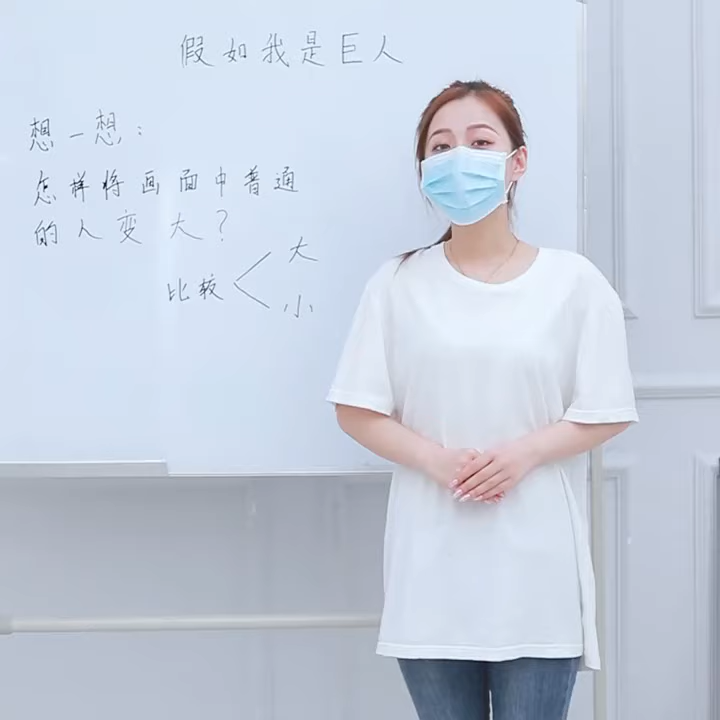 假如我是巨人
想一想：
怎样将画面中普通
的人变大？
大
比较
小